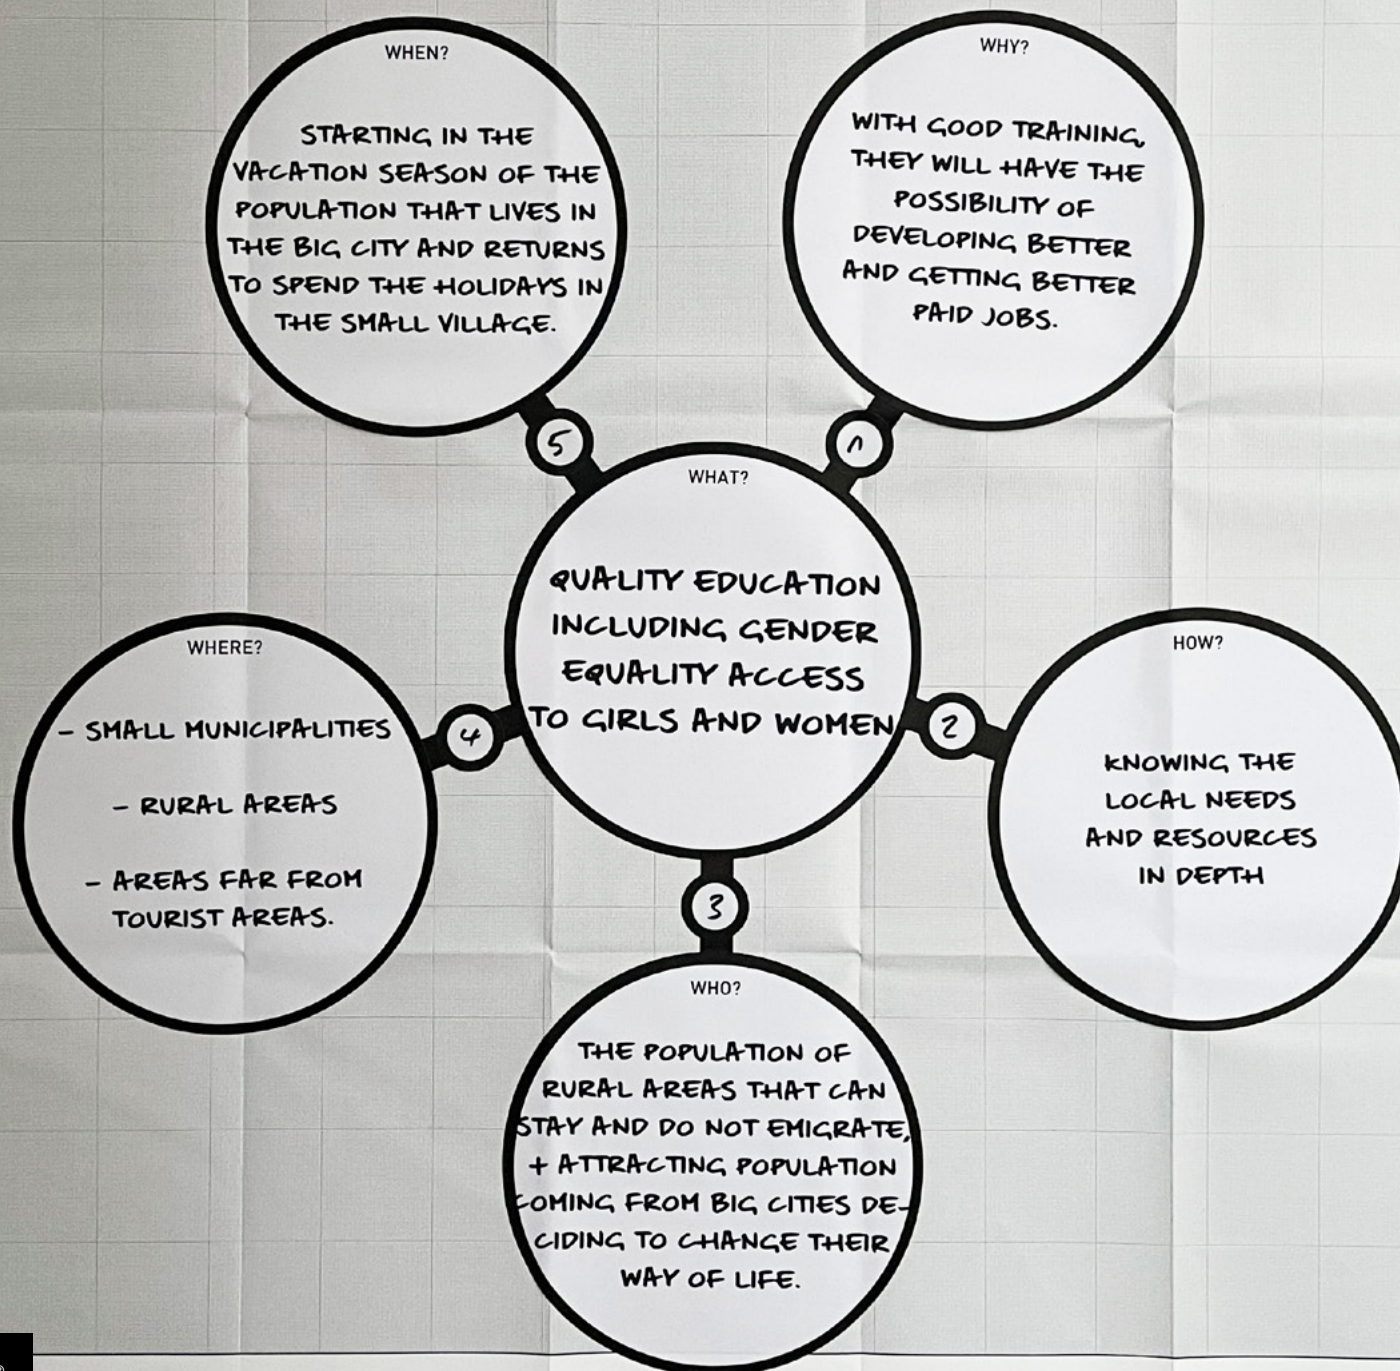 WHEN?
STARTING IN THE
VACATION SEASON OF THE
POPULATION THAT LIVES IN
THE BIG CITY AND RETURNS
TO SPEND THE HOLIDAYS IN
THE SMALL VILLAGE.
WHY?
WITH GOOD TRAINING,
THEY WILL HAVE THE
POSSIBILITY OF
DEVELOPING BETTER
AND GETTING BETTER
PAID JOBS.
5
1
WHAT?
QUALITY EDUCATION
INCLUDING GENDER
EQUALITY ACCESS
TO GIRLS AND WOMEN
WHERE?
- SMALL MUNICIPALITIES
- RURAL AREAS
- AREAS FAR FROM
TOURIST AREAS.
4
2
HOW?
KNOWING THE
LOCAL NEEDS
AND RESOURCES
IN DEPTH
3
WHO?
THE POPULATION OF
RURAL AREAS THAT CAN
STAY AND DO NOT EMIGRATE,
+ ATTRACTING POPULATION
COMING FROM BIG CITIES DE-
CIDING TO CHANGE THEIR
WAY OF LIFE.